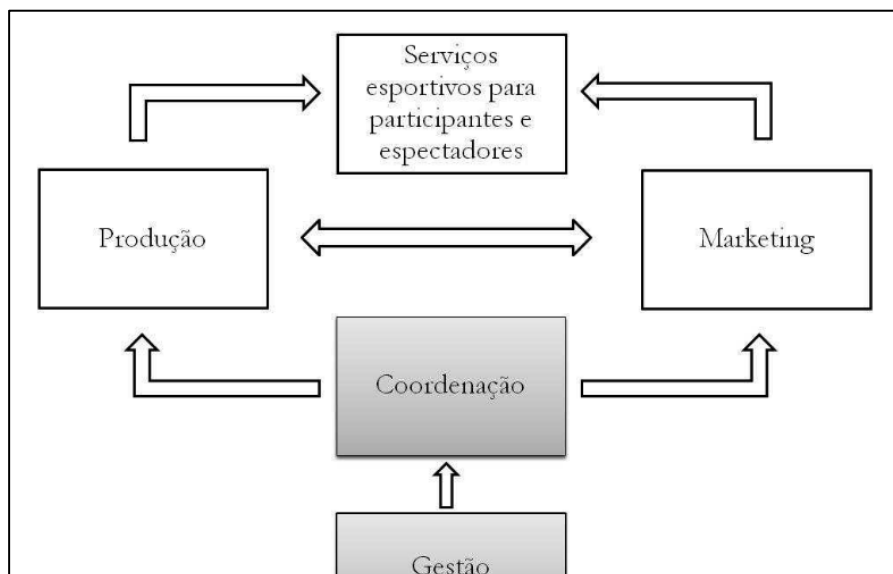 Serviços
esportivos para
participantes e
espectadores
Produção
Marketing
Coordenação
Gestão